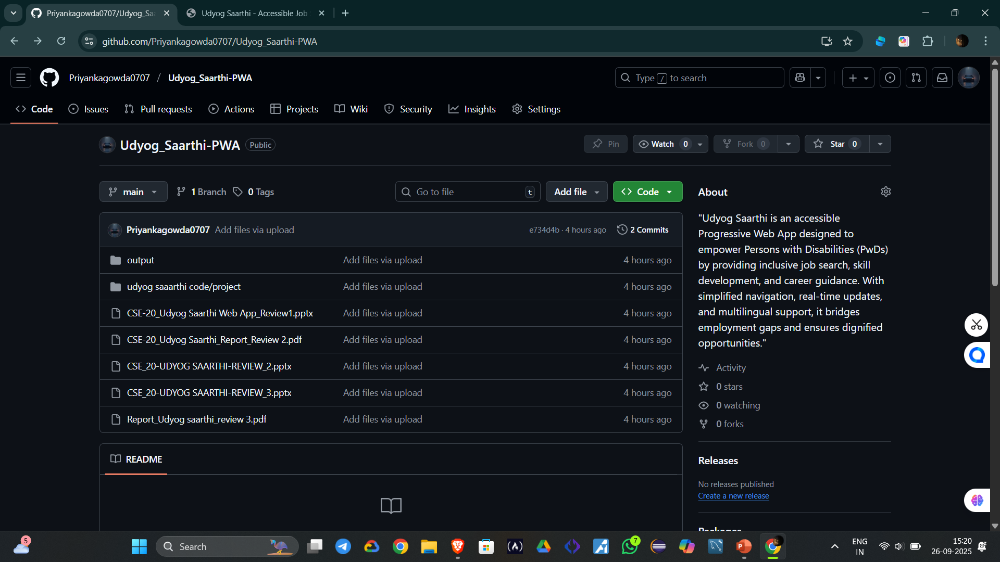 Priyankagowda0707/Udyog_Saa
Udyog Saarthi - Accessible Job
github.com/Priyankagowda0707/Udyog_Saarthi-PWA
Priyankagowda0707 / Udyog_Saarthi-PWA
Type / to search
Code Issues Pull requests Actions Projects Wiki Security Insights Settings
Udyog_Saarthi-PWA Public
Pin Watch 0 Fork 0 Star 0
main 1 Branch 0 Tags Go to file t Add file Code
Priyankagowda0707 Add files via upload e734d4b · 4 hours ago 2 Commits
output Add files via upload 4 hours ago
udyog saaarthi code/project Add files via upload 4 hours ago
CSE-20_Udyog Saarthi Web App_Review1.pptx Add files via upload 4 hours ago
CSE-20_Udyog Saarthi_Report_Review 2.pdf Add files via upload 4 hours ago
CSE_20-UDYOG SAARTHI-REVIEW_2.pptx Add files via upload 4 hours ago
CSE_20-UDYOG SAARTHI-REVIEW_3.pptx Add files via upload 4 hours ago
Report_Udyog saarthi_review 3.pdf Add files via upload 4 hours ago
README
About
"Udyog Saarthi is an accessible
Progressive Web App designed to
empower Persons with Disabilities (PwDs)
by providing inclusive job search, skill
development, and career guidance. With
simplified navigation, real-time updates,
and multilingual support, it bridges
employment gaps and ensures dignified
opportunities."
Activity
0 stars
0 watching
0 forks
Releases
No releases published
Create a new release
Packages
5
Search
7
ENG
IN
15:20
26-09-2025